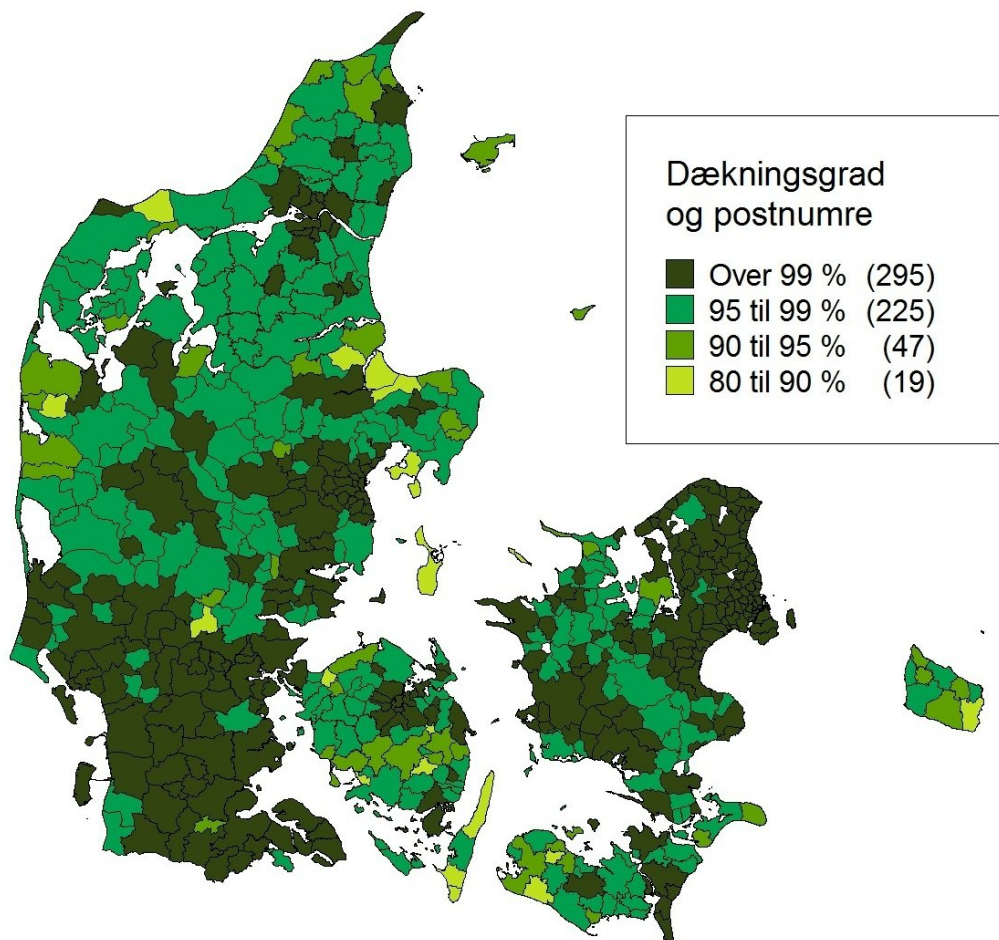 Dækningsgrad
og postnumre
Over 99 % (295)
95 til 99 % (225)
90 til 95 % (47)
80 til 90 % (19)